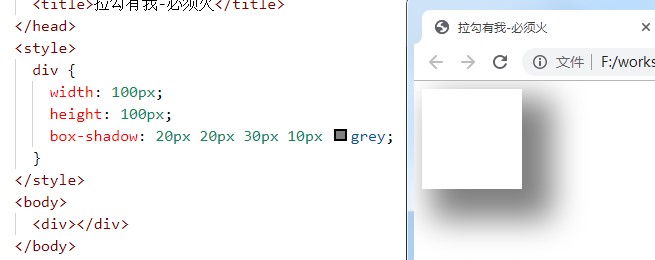 <title>拉勾有我-必须火</title>
</head>
<style>
div {
width: 100px;
height: 100px;
box-shadow: 20px 20px 30px 10px grey;
}
</style>
<body>
<div></div>
</body>
拉勾有我-必须火
文件 | F:/works